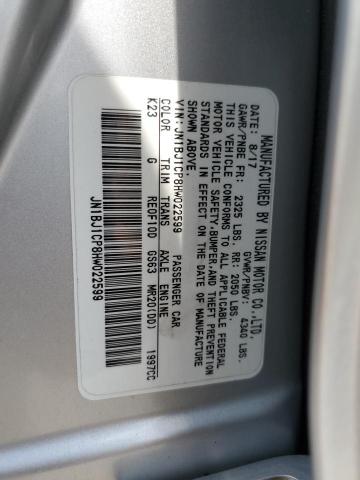 MANUFACTURED BY NISSAN MOTOR CO.,LTD.
8/17 GVWR/PNBV: 4340 LBS.
GAWR/PNBE FR: 2325 LBS. RR: 2050 LBS.
THIS VEHICLE CONFORMS TO ALL APPLICABLE FEDERAL
MOTOR VEHICLE SAFETY,BUMPER,AND THEFT PREVENTION
STANDARDS IN EFFECT ON THE DATE OF MANUFACTURE
SHOWN ABOVE.
VIN:JN1BJ1CP8HW022599 PASSENGER CAR
COLOR TRIM TRANS AXLE ENGINE
K23 G RE0F10D GS63 MR20(DD) 1997CC
JN1BJ1CP8HW022599